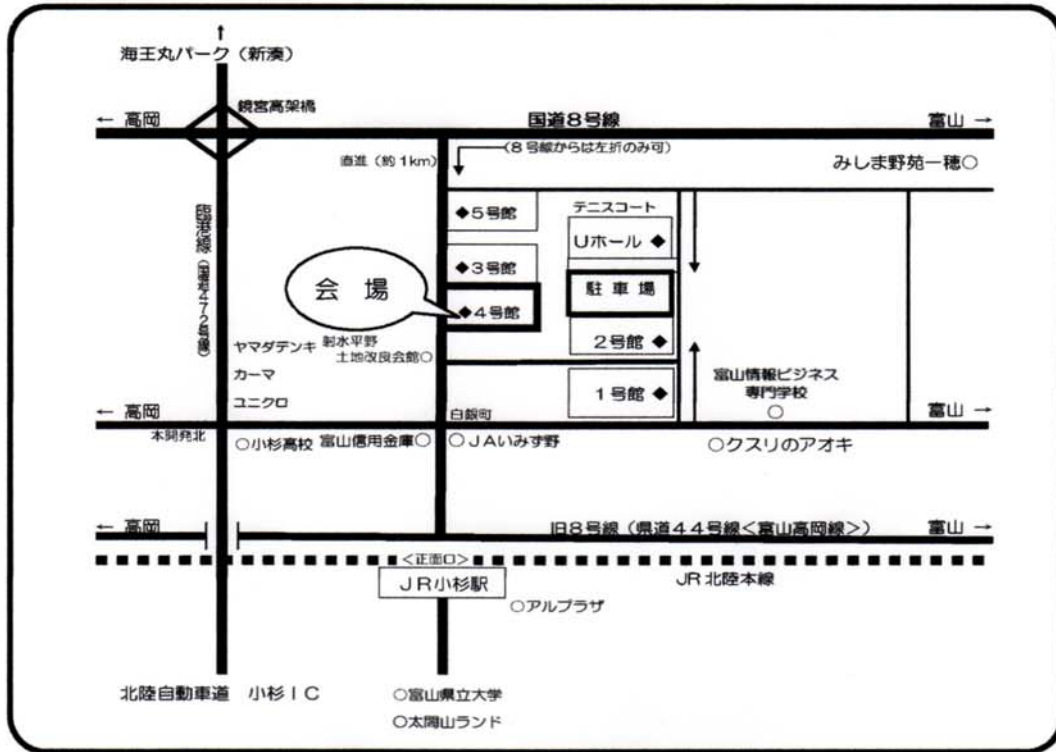 ↑
海王丸パーク（新湊）
鏡宮高架橋
← 高岡
国道8号線
富山 →
直進（約1km）
（8号線からは左折のみ可）
みしま野苑一穂○
臨港線（国道472号線）
◆5号館
テニスコート
Uホール ◆
◆3号館
会 場
駐 車 場
◆4号館
2号館 ◆
ヤマダデンキ
射水平野
土地改良会館○
カーマ
1号館 ◆
富山情報ビジネス
専門学校
○
ユニクロ
← 高岡
白銀町
富山 →
本開発北
○小杉高校
富山信用金庫○
○JAいみず野
○クスリのアオキ
← 高岡
旧8号線（県道44号線<富山高岡線>）
富山 →
<正面口>
JR小杉駅
JR北陸本線
○アルプラザ
北陸自動車道 小杉IC
○富山県立大学
○太閤山ランド